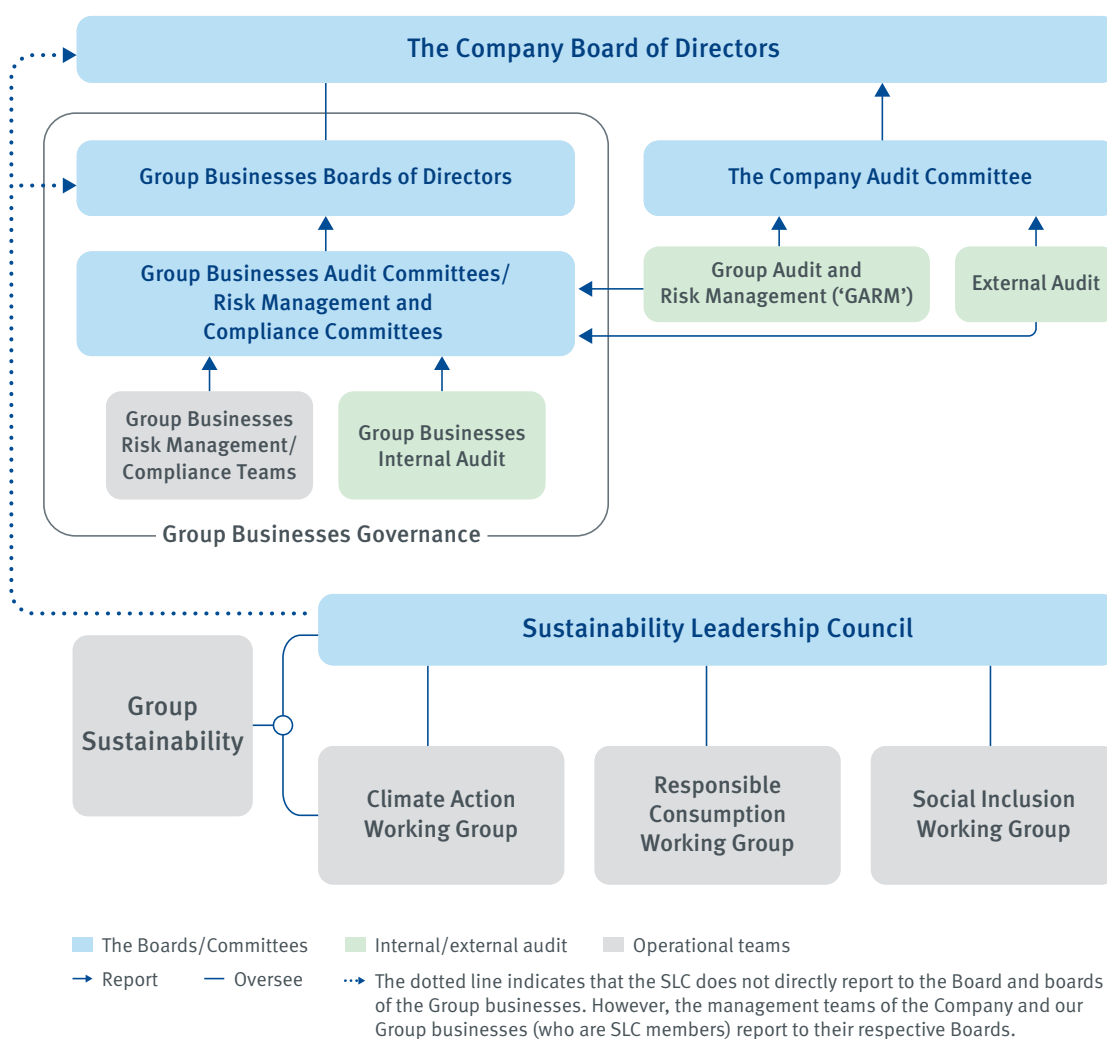 The Company Board of Directors
Group Businesses Boards of Directors
The Company Audit Committee
Group Businesses Audit Committees/
Risk Management and
Compliance Committees
Group Audit and
Risk Management (‘GARM’)
External Audit
Group Businesses
Risk Management/
Compliance Teams
Group Businesses
Internal Audit
Group Businesses Governance
Sustainability Leadership Council
Group
Sustainability
Climate Action
Working Group
Responsible
Consumption
Working Group
Social Inclusion
Working Group
The Boards/Committees
Internal/external audit
Operational teams
Report
Oversee
The dotted line indicates that the SLC does not directly report to the Board and boards
of the Group businesses. However, the management teams of the Company and our
Group businesses (who are SLC members) report to their respective Boards.